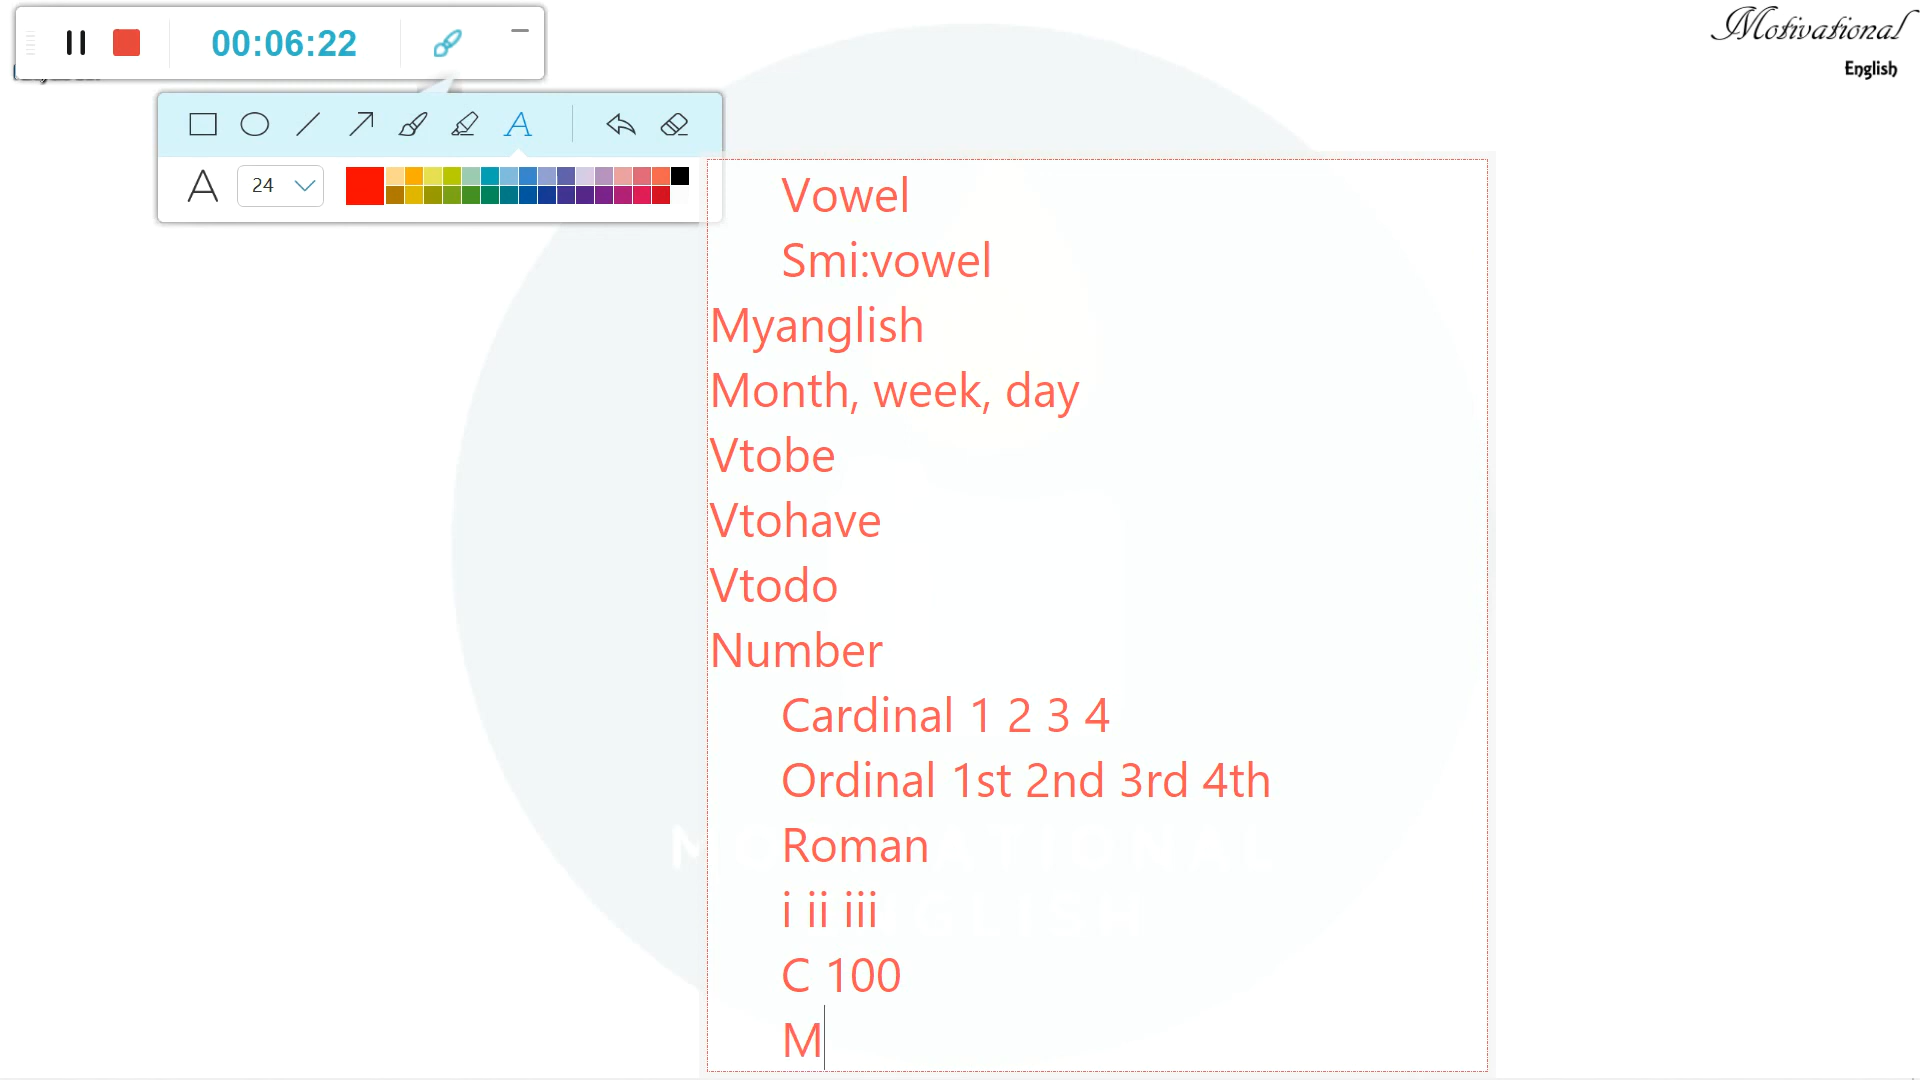 00:06:22
Motivational
English
A
A 24
Vowel
Smi:vowel
Myanglish
Month, week, day
Vtobe
Vtohave
Vtodo
Number
Cardinal 1 2 3 4
Ordinal 1st 2nd 3rd 4th
Roman
i ii iii
C 100
M